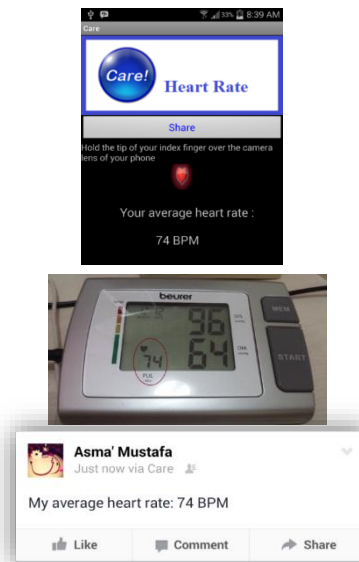 33% 8:39 AM
Care
Care! Heart Rate
Share
Hold the tip of your index finger over the camera
lens of your phone
Your average heart rate :
74 BPM
beurer
96
64
74
PUL
MEM
START
Asma' Mustafa
Just now via Care
My average heart rate: 74 BPM
Like Comment Share